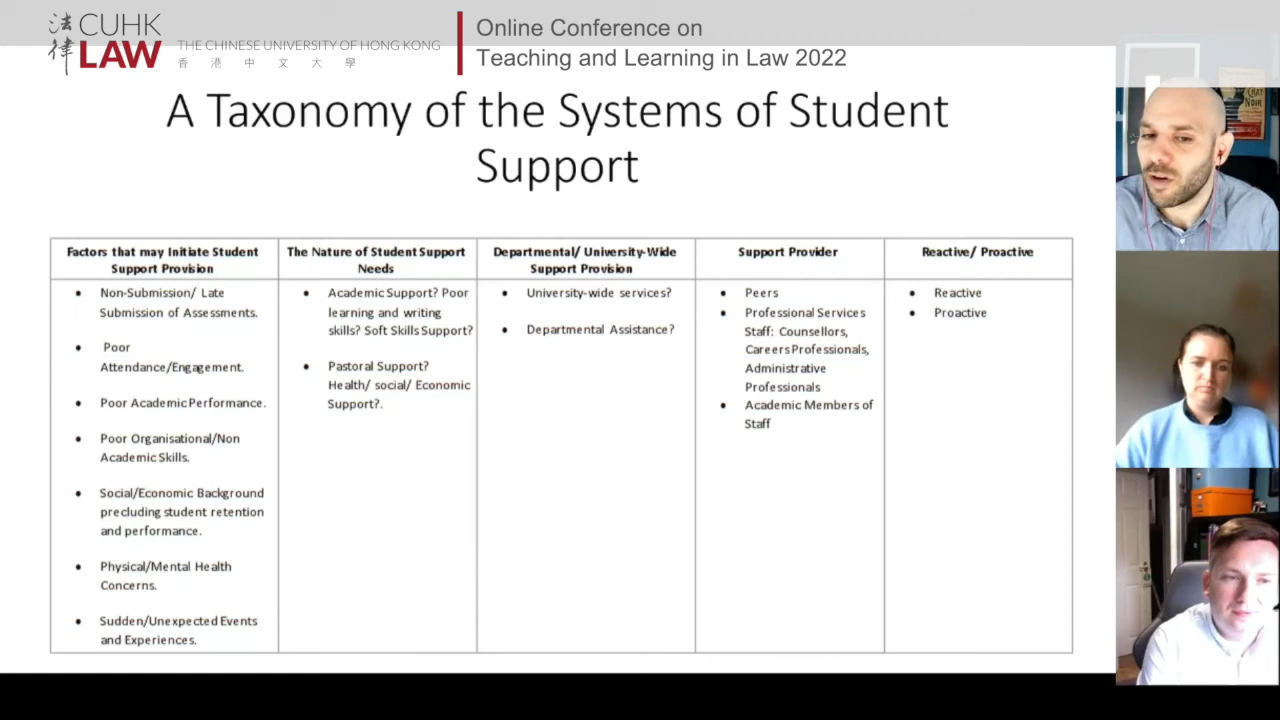 法律 CUHK LAW
THE CHINESE UNIVERSITY OF HONG KONG
香港中文大學
Online Conference on
Teaching and Learning in Law 2022
A Taxonomy of the Systems of Student
Support
Factors that may Initiate Student
Support Provision
• Non-Submission/ Late
Submission of Assessments.
• Poor
Attendance/Engagement.
• Poor Academic Performance.
• Poor Organisational/Non
Academic Skills.
• Social/Economic Background
precluding student retention
and performance.
• Physical/Mental Health
Concerns.
• Sudden/Unexpected Events
and Experiences.
The Nature of Student Support
Needs
• Academic Support? Poor
learning and writing
skills? Soft Skills Support?
• Pastoral Support?
Health/ social/ Economic
Support?.
Departmental/ University-Wide
Support Provision
• University-wide services?
• Departmental Assistance?
Support Provider
• Peers
• Professional Services
Staff: Counsellors,
Careers Professionals,
Administrative
Professionals
• Academic Members of
Staff
Reactive/ Proactive
• Reactive
• Proactive
CHAT
NOIR